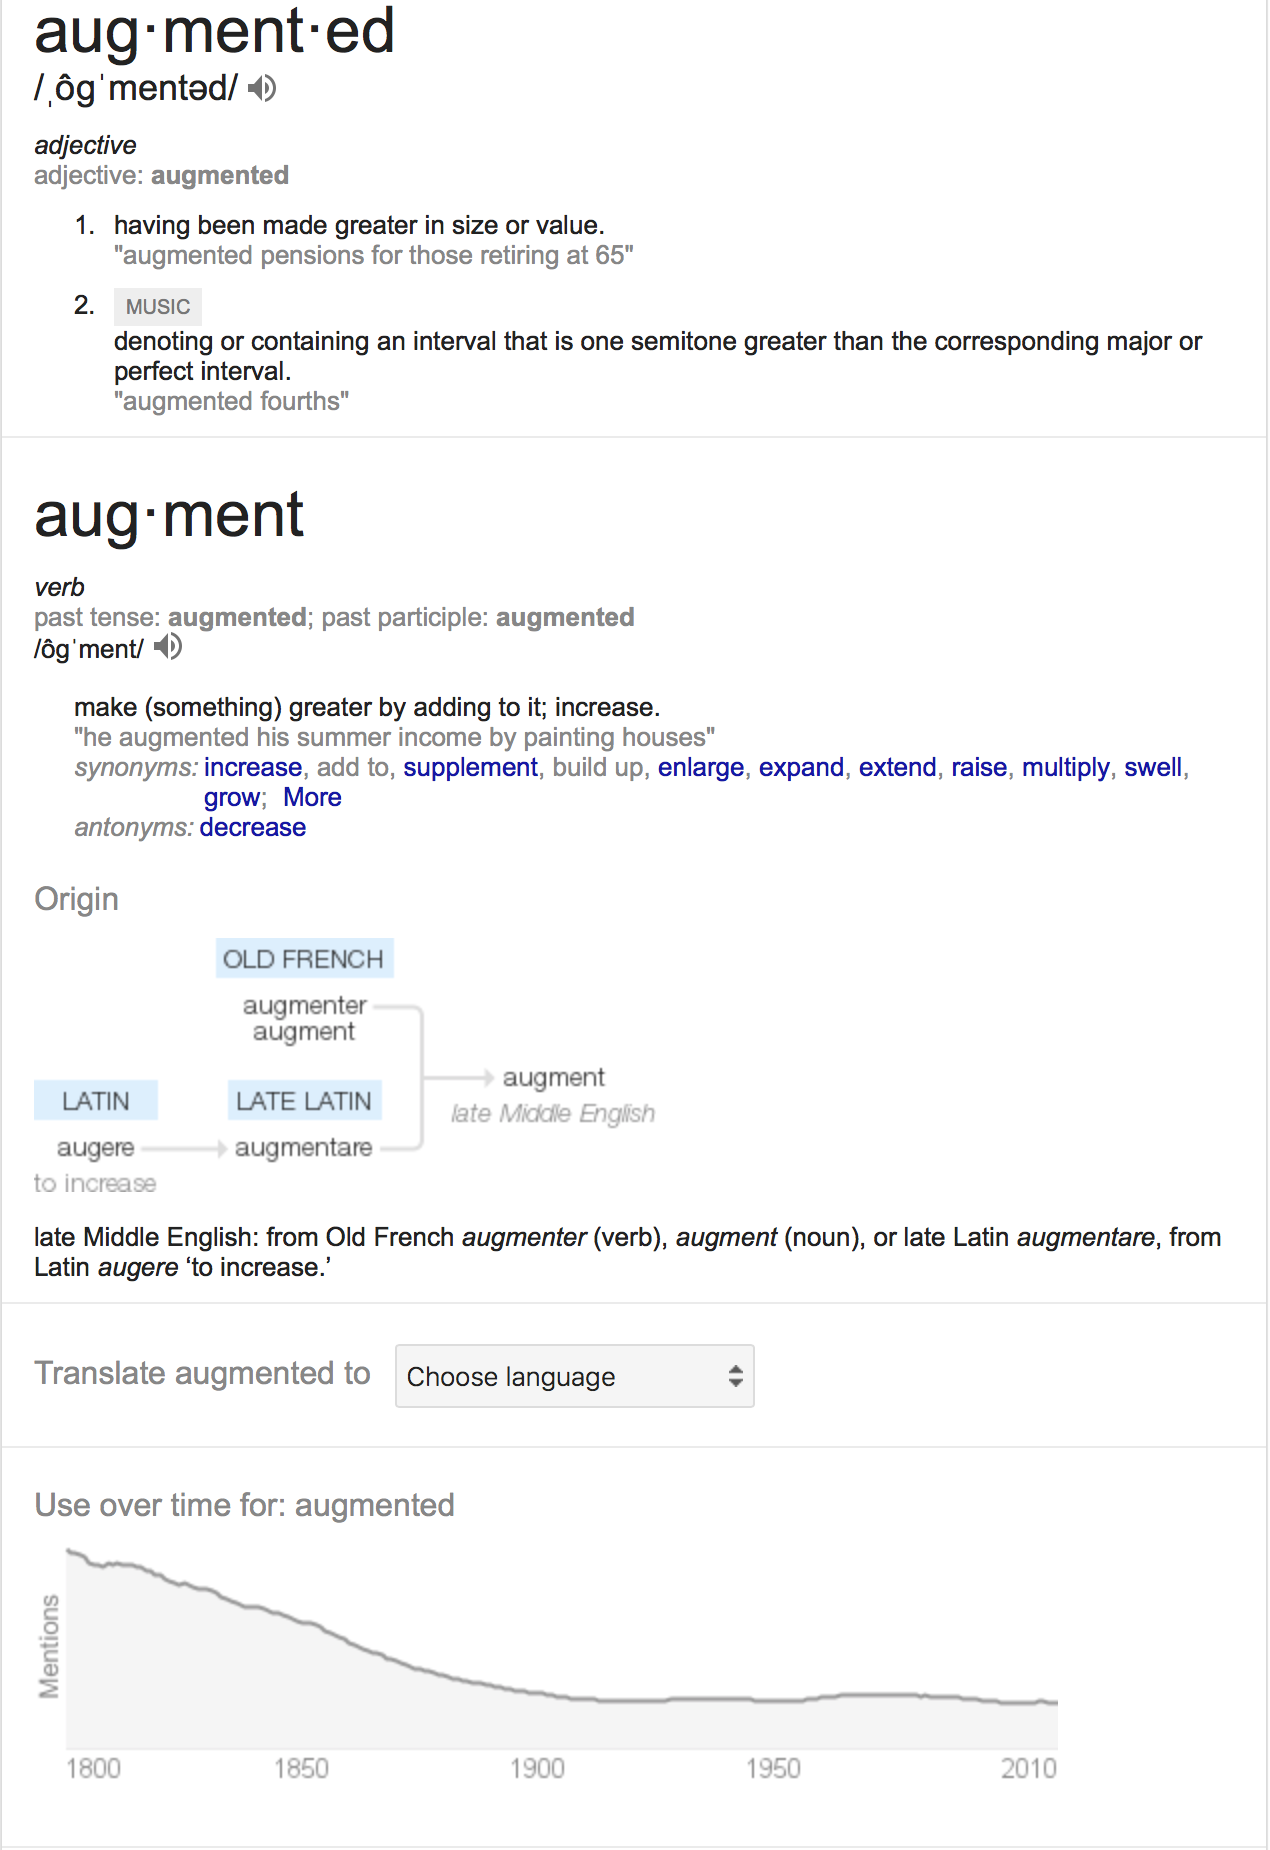 aug·ment·ed
/ˌôɡˈmentəd/
adjective
adjective: augmented
1. having been made greater in size or value.
"augmented pensions for those retiring at 65"
2. MUSIC
denoting or containing an interval that is one semitone greater than the corresponding major or
perfect interval.
"augmented fourths"
aug·ment
verb
past tense: augmented; past participle: augmented
/ôɡˈment/
make (something) greater by adding to it; increase.
"he augmented his summer income by painting houses"
synonyms: increase, add to, supplement, build up, enlarge, expand, extend, raise, multiply, swell,
grow; More
antonyms: decrease
Origin
OLD FRENCH
augmenter
augment
augment
LATIN LATE LATIN
late Middle English
augere augmentare
to increase
late Middle English: from Old French augmenter (verb), augment (noun), or late Latin augmentare, from
Latin augere ‘to increase.’
Translate augmented to Choose language
Use over time for: augmented
Mentions
1800 1850 1900 1950 2010